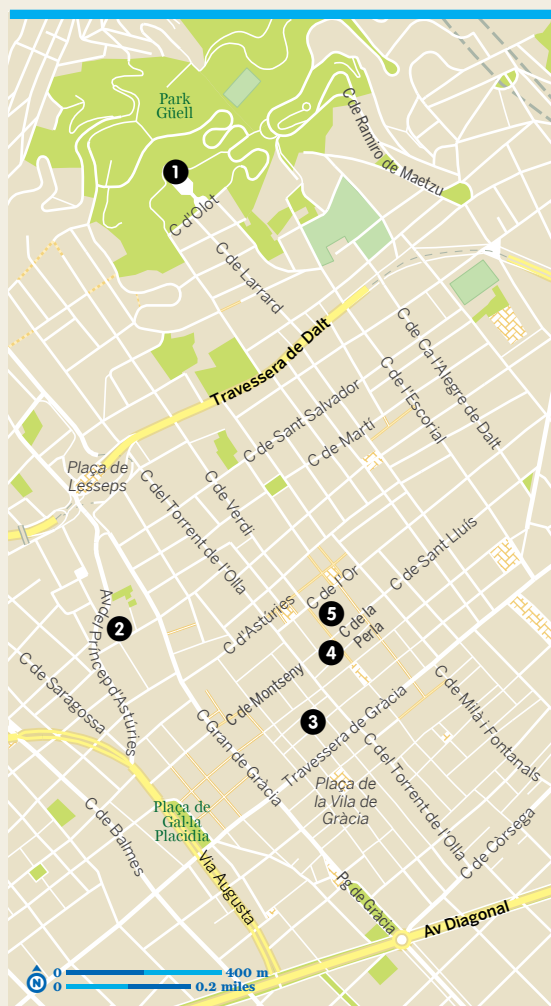 Park
Güell
C de Ramiro de Maetzu
1
C d'Olot
C de Larrard
Travessera de Dalt
C de Ca l'Alegre de Dalt
C de l'Escorial
C de Sant Salvador
C de Martí
Plaça de
Lesseps
C de Verdi
C del Torrent de l'Olla
C de Sant Lluís
C de l'Or
5
C d'Astúries
C de la
Perla
2
Av del Príncep d'Astúries
4
C de Saragossa
C de Montseny
3
C de Milà i Fontanals
Travessera de Gràcia
C Gran de Gràcia
C del Torrent de l'Olla
Plaça de
la Vila de
Gràcia
Plaça de
Gal·la
Placidia
C de Balmes
C de Còrsega
Via Augusta
Pg de Gràcia
Av Diagonal
N
0 400 m
0 0.2 miles